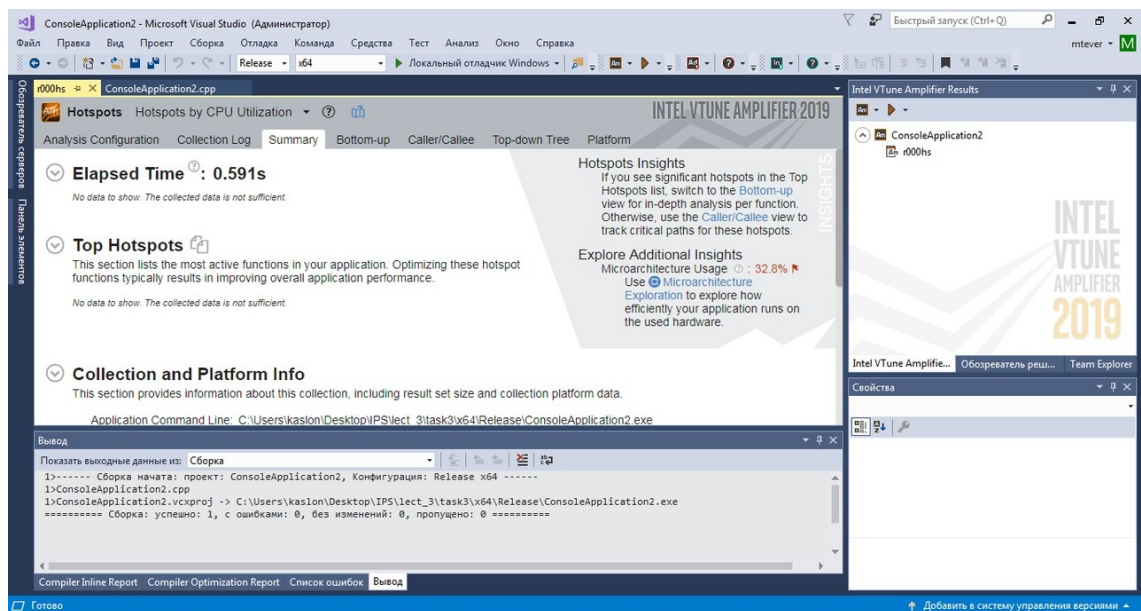 ConsoleApplication2 - Microsoft Visual Studio (Администратор)
Быстрый запуск (Ctrl+Q)
Файл Правка Вид Проект Сборка Отладка Команда Средства Тест Анализ Окно Справка
mtever M
Release x64 Локальный отладчик Windows
Обозреватель серверов
Панель элементов
r000hs ConsoleApplication2.cpp
Hotspots Hotspots by CPU Utilization
INTEL VTUNE AMPLIFIER 2019
Analysis Configuration Collection Log Summary Bottom-up Caller/Callee Top-down Tree Platform
Elapsed Time: 0.591s
No data to show. The collected data is not sufficient.
Top Hotspots
This section lists the most active functions in your application. Optimizing these hotspot
functions typically results in improving overall application performance.
No data to show. The collected data is not sufficient.
Hotspots Insights
If you see significant hotspots in the Top
Hotspots list, switch to the Bottom-up
view for in-depth analysis per function.
Otherwise, use the Caller/Callee view to
track critical paths for these hotspots.
Explore Additional Insights
Microarchitecture Usage : 32.8%
Use Microarchitecture
Exploration to explore how
efficiently your application runs on
the used hardware.
INSIGHTS
Collection and Platform Info
This section provides information about this collection, including result set size and collection platform data.
Application Command Line: C:\Users\kaslon\Desktop\IPS\lect_3\task3\x64\Release\ConsoleApplication2.exe
Intel VTune Amplifier Results
ConsoleApplication2
r000hs
INTEL
VTUNE
AMPLIFIER
2019
Intel VTune Amplifie... Обозреватель реш... Team Explorer
Свойства
Вывод
Показать выходные данные из: Сборка
1>------ Сборка начата: проект: ConsoleApplication2, Конфигурация: Release x64 ------
1>ConsoleApplication2.cpp
1>ConsoleApplication2.vcxproj -> C:\Users\kaslon\Desktop\IPS\lect_3\task3\x64\Release\ConsoleApplication2.exe
========== Сборка: успешно: 1, с ошибками: 0, без изменений: 0, пропущено: 0 ==========
Compiler Inline Report Compiler Optimization Report Список ошибок Вывод
Готово
Добавить в систему управления версиями